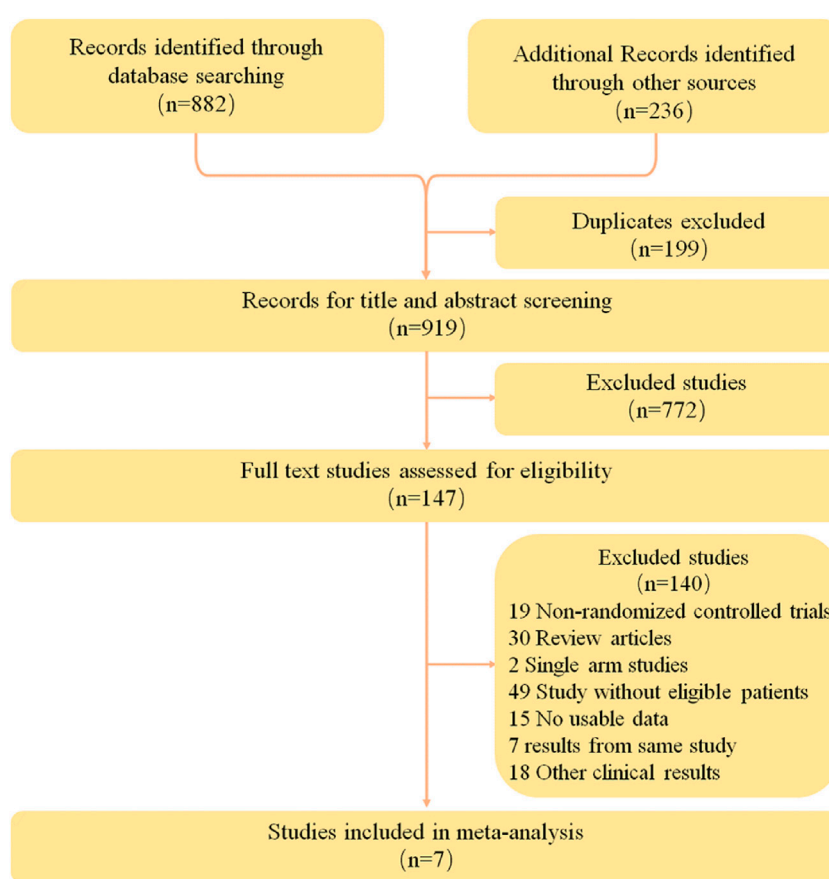 Records identified through
database searching
(n=882)
Additional Records identified
through other sources
(n=236)
Duplicates excluded
(n=199)
Records for title and abstract screening
(n=919)
Excluded studies
(n=772)
Full text studies assessed for eligibility
(n=147)
Excluded studies
(n=140)
19 Non-randomized controlled trials
30 Review articles
2 Single arm studies
49 Study without eligible patients
15 No usable data
7 results from same study
18 Other clinical results
Studies included in meta-analysis
(n=7)